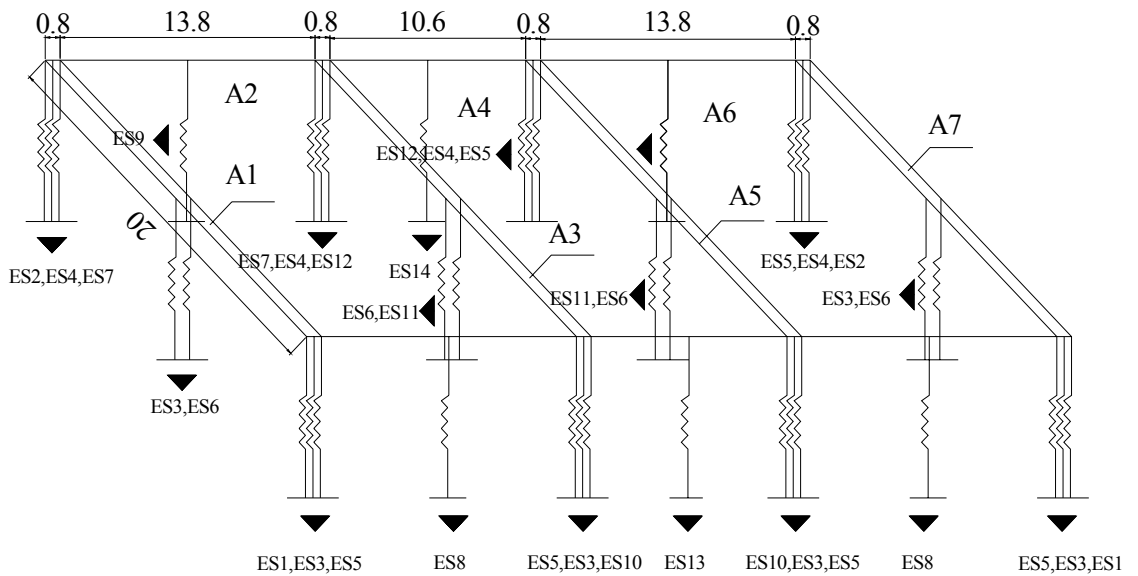 0.8 13.8 0.8 10.6 0.8 13.8 0.8
A2 A4 A6 A7
ES9 ES12,ES4,ES5
A1 A5
20 A3
ES2,ES4,ES7 ES7,ES4,ES12 ES14 ES5,ES4,ES2
ES6,ES11 ES11,ES6 ES3,ES6
ES3,ES6
ES1,ES3,ES5 ES8 ES5,ES3,ES10 ES13 ES10,ES3,ES5 ES8 ES5,ES3,ES1